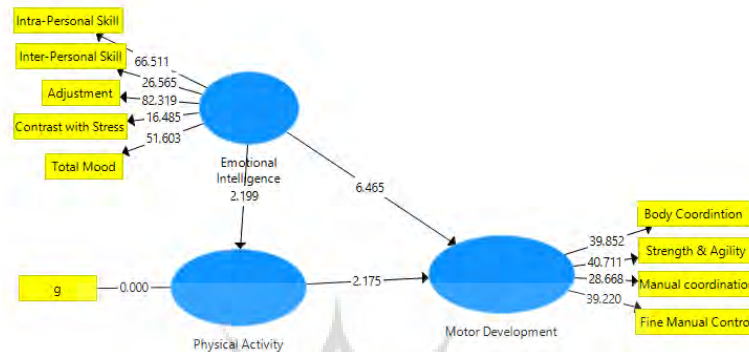 Intra-Personal Skill
66.511
Inter-Personal Skill
26.565
Adjustment
82.319
Contrast with Stress
16.485
51.603
Total Mood
Emotional
Intelligence
2.199
6.465
Body Coordintion
39.852
Strength & Agility
40.711
Manual coordination
28.668
39.220
Fine Manual Control
g
0.000
2.175
Physical Activity
Motor Development